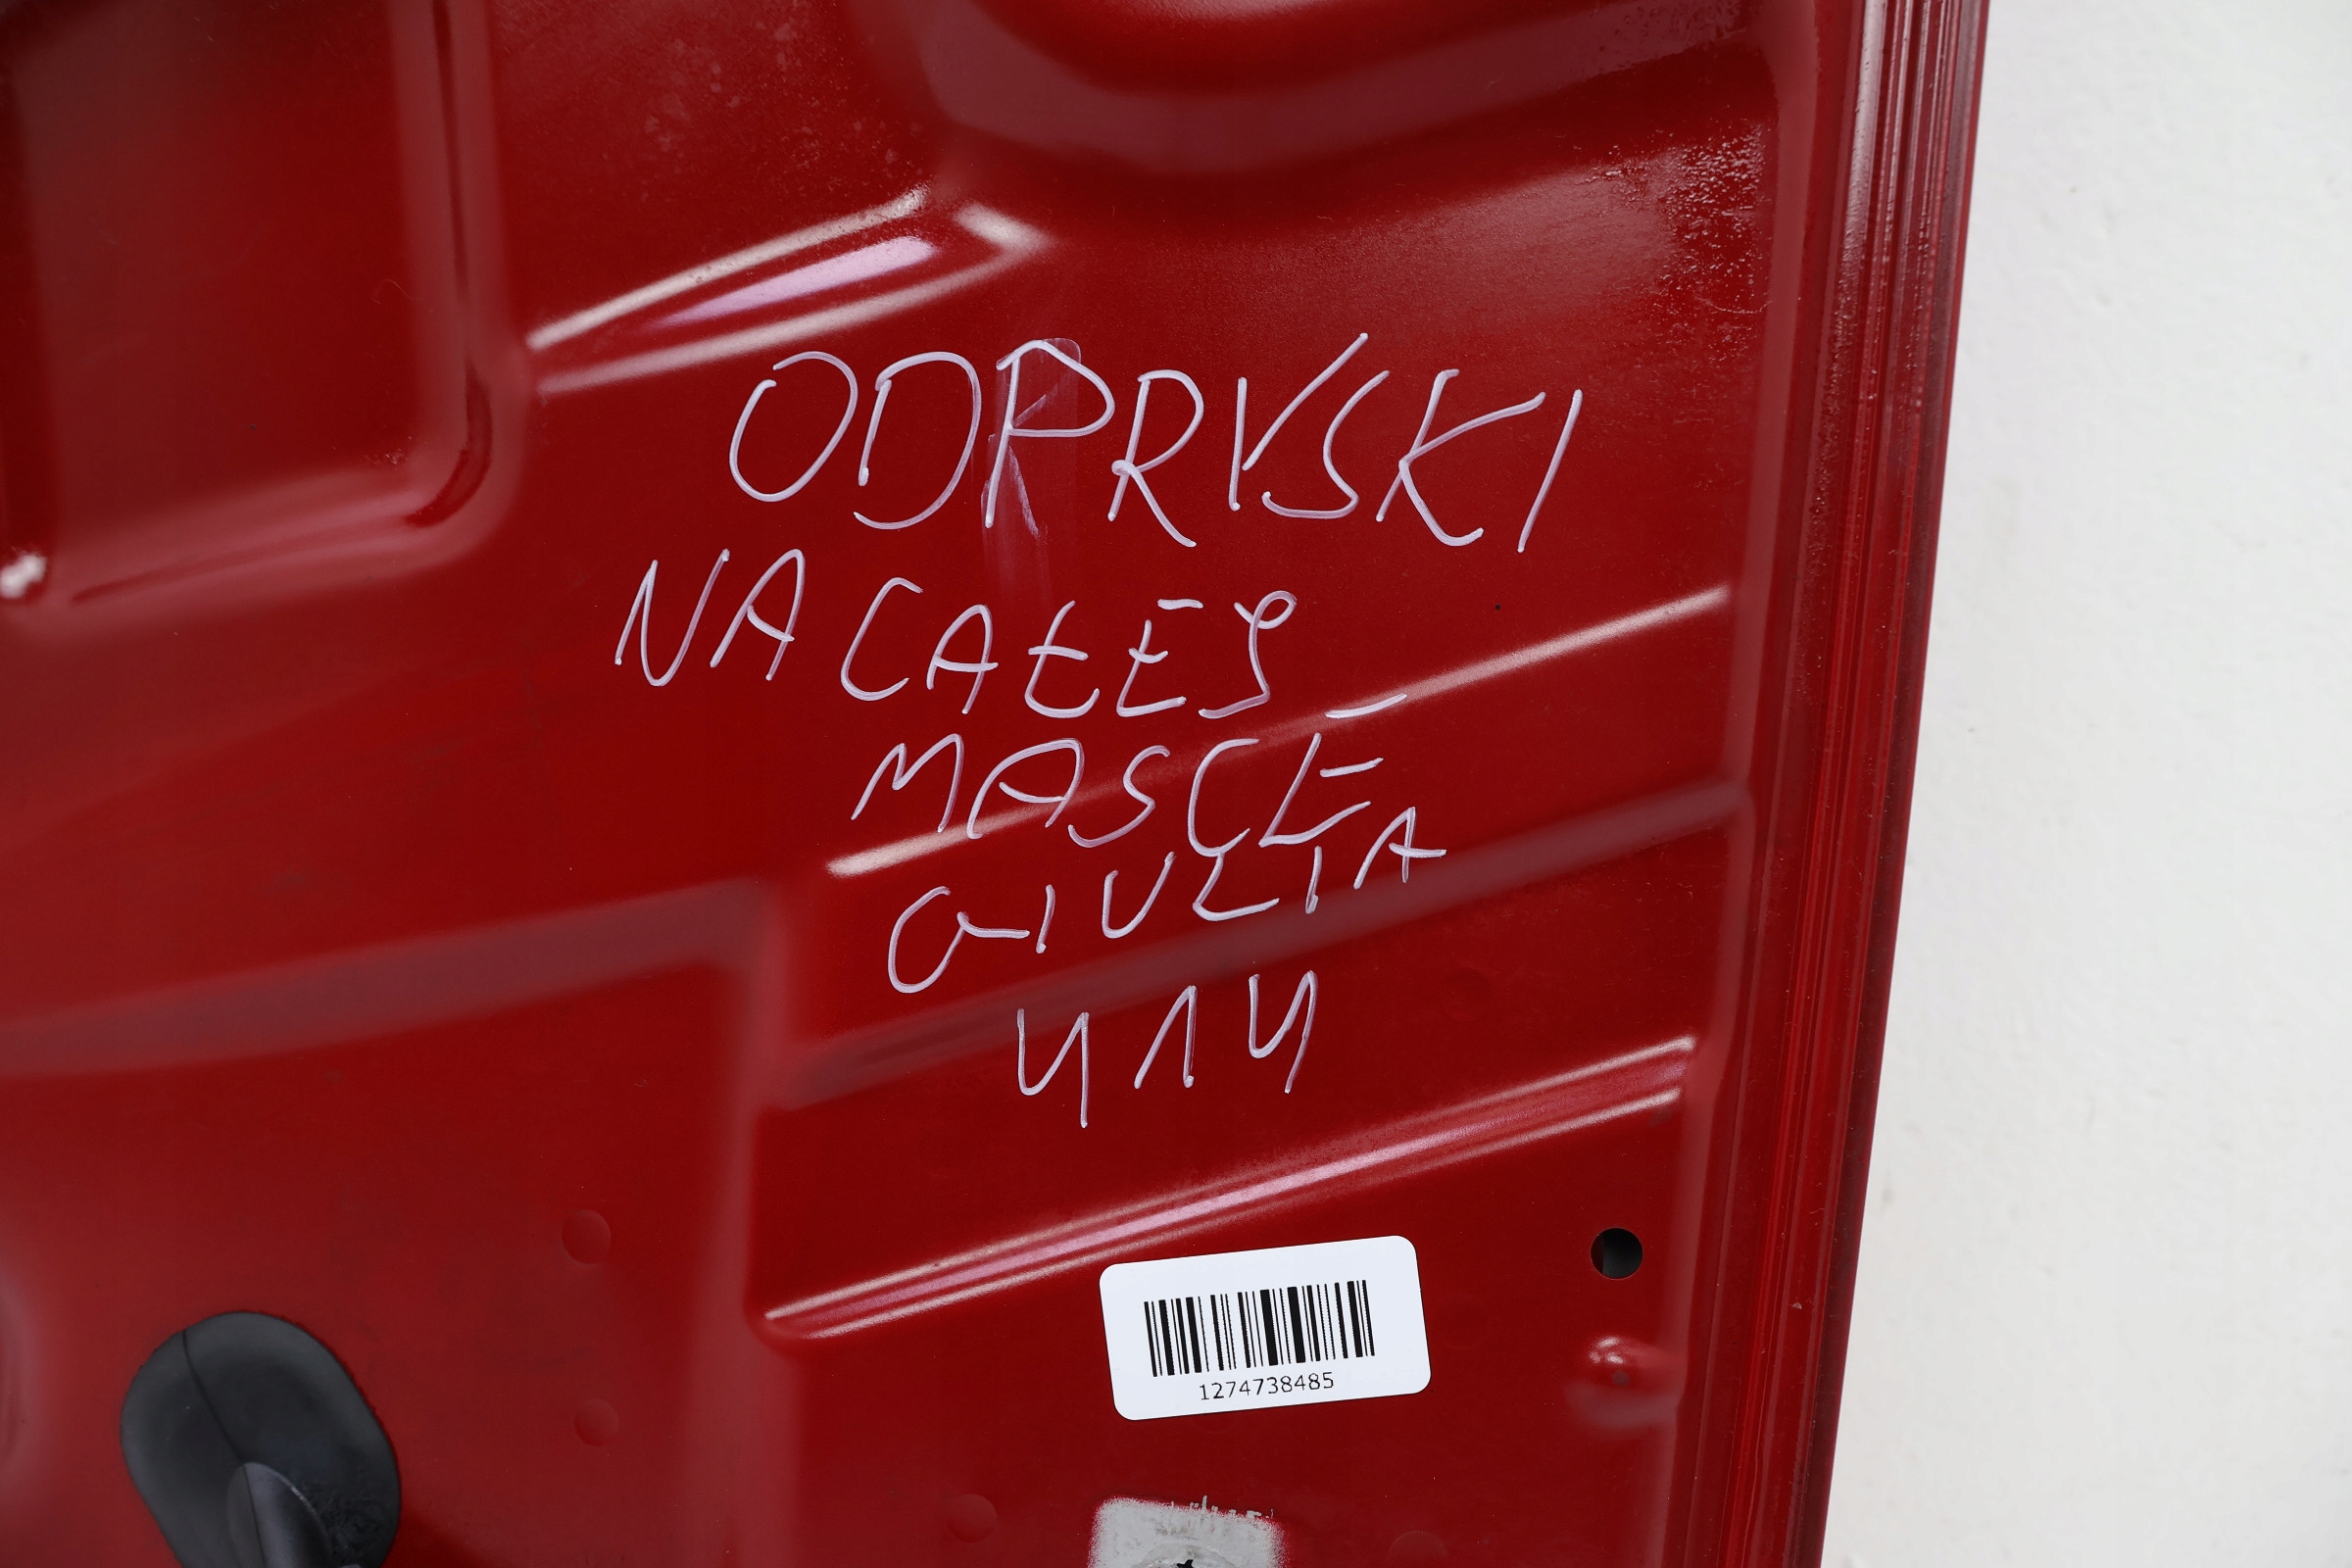 ODPRYSKI
NA CAŁEJ
MASCE
GIULIA
414
1274738485